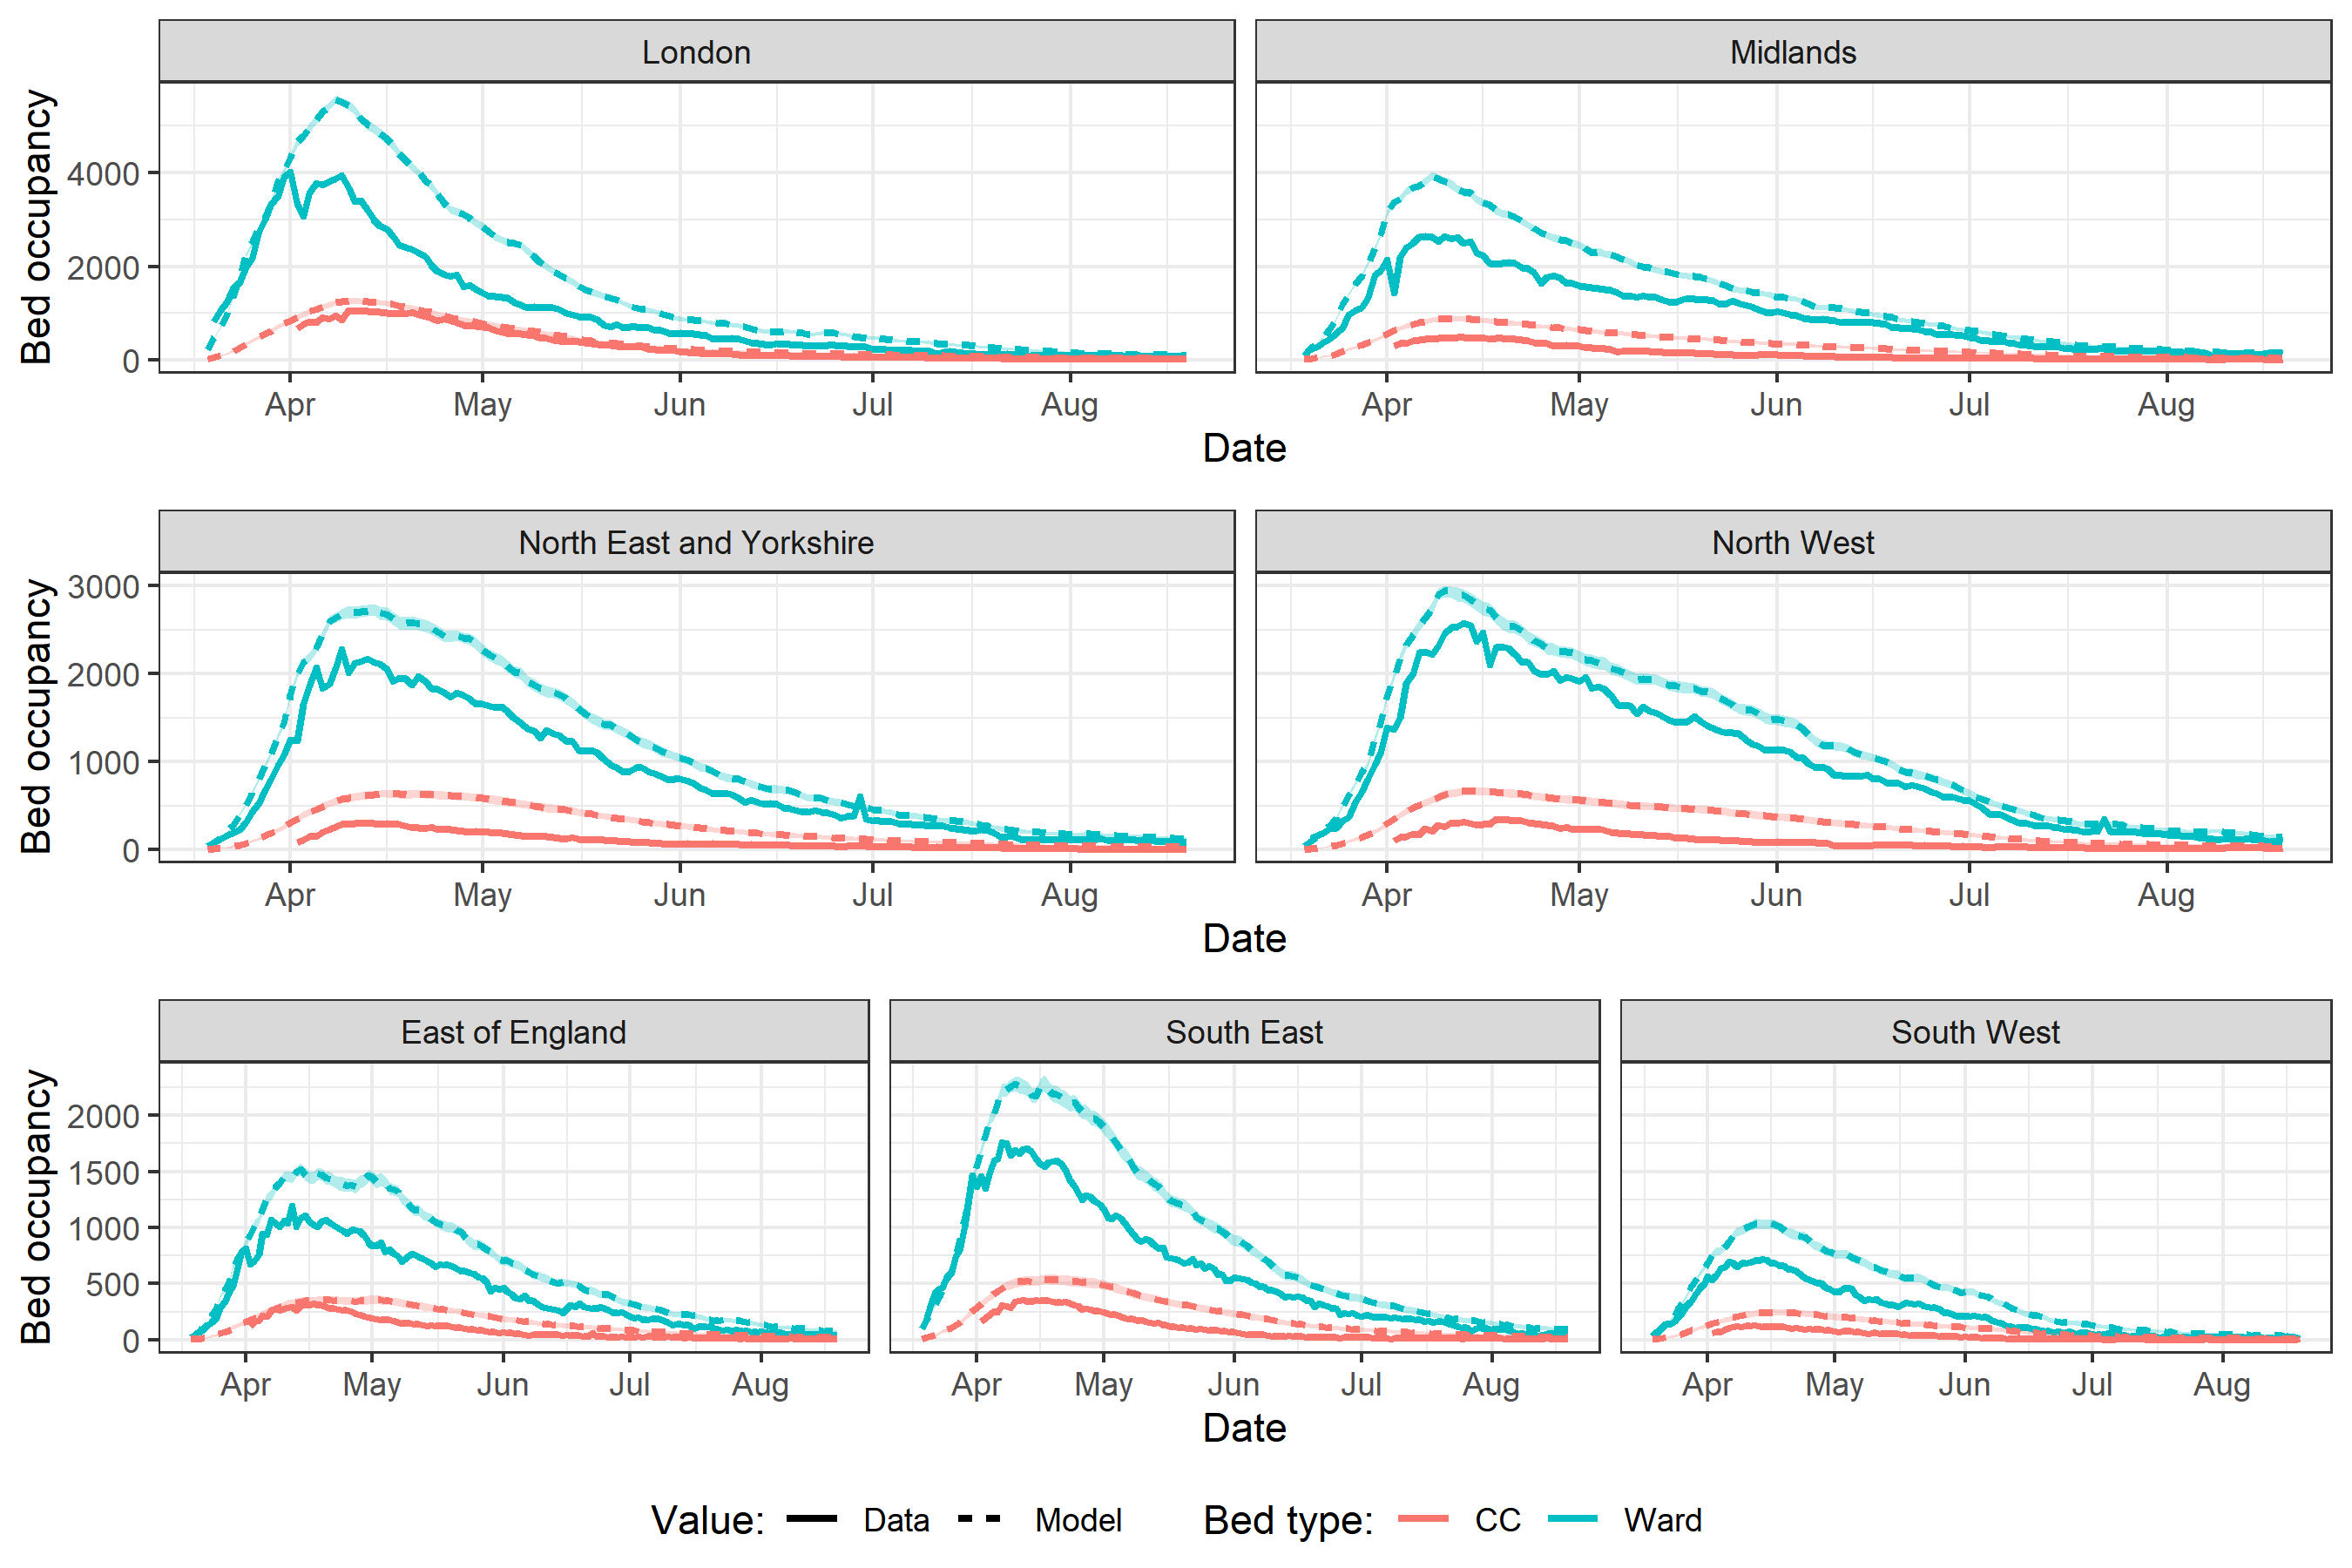 London Midlands
Bed occupancy
4000
2000
0
Apr May Jun Jul Aug Apr May Jun Jul Aug
Date
North East and Yorkshire North West
Bed occupancy
3000
2000
1000
0
Apr May Jun Jul Aug Apr May Jun Jul Aug
Date
East of England South East South West
Bed occupancy
2000
1500
1000
500
0
Apr May Jun Jul Aug Apr May Jun Jul Aug Apr May Jun Jul Aug
Date
Value: Data Model Bed type: CC Ward